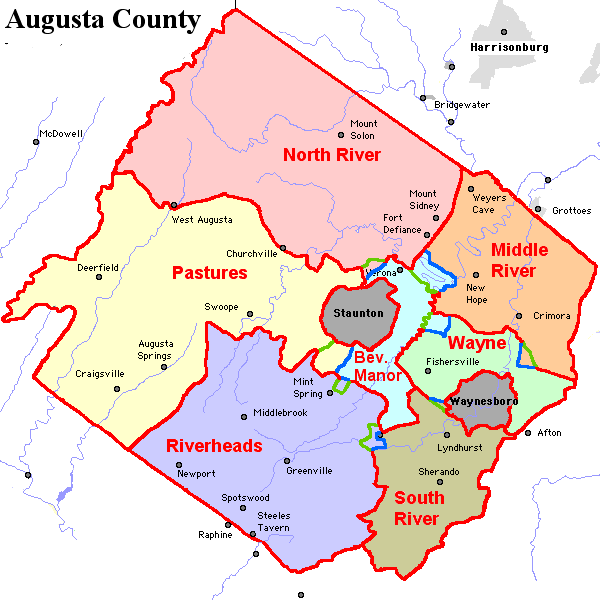 Augusta County
Harrisonburg
Bridgewater
McDowell
Mount
Solon
North River
Mount
Sidney
Weyers
Cave
Grottoes
West Augusta
Fort
Defiance
Churchville
Middle
River
Deerfield
Pastures
Verona
New
Hope
Swoope
Staunton
Crimora
Augusta
Springs
Bev.
Manor
Wayne
Fishersville
Craigsville
Mint
Spring
Waynesboro
Middlebrook
Afton
Riverheads
Lyndhurst
Newport
Greenville
Sherando
Spotswood
South
River
Steeles
Tavern
Raphine